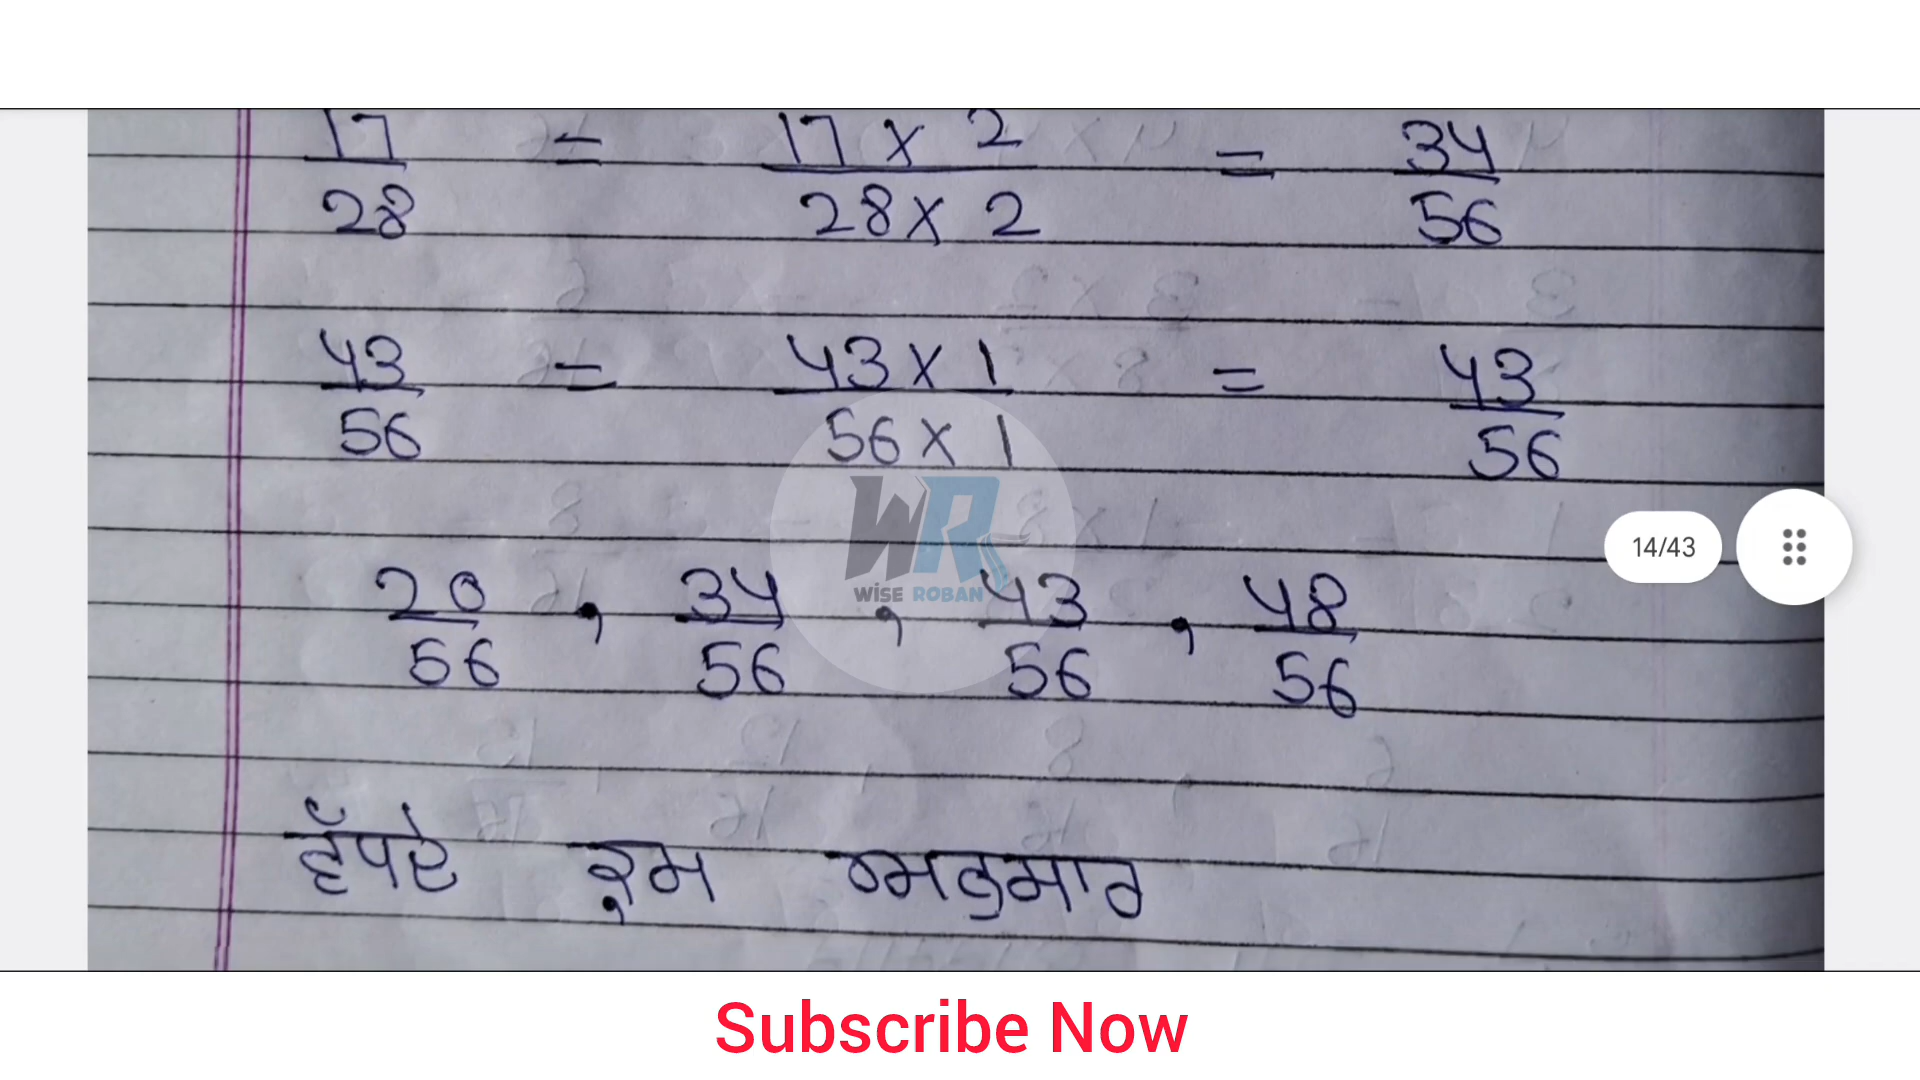 17/28 = 17 x 2 / 28 x 2 = 34/56
43/56 = 43 x 1 / 56 x 1 = 43/56
14/43
WR
WISE ROBAN
20/56 , 34/56 , 43/56 , 48/56
ਵੱਧਦੇ ਕ੍ਰਮ ਅਨੁਸਾਰ
Subscribe Now